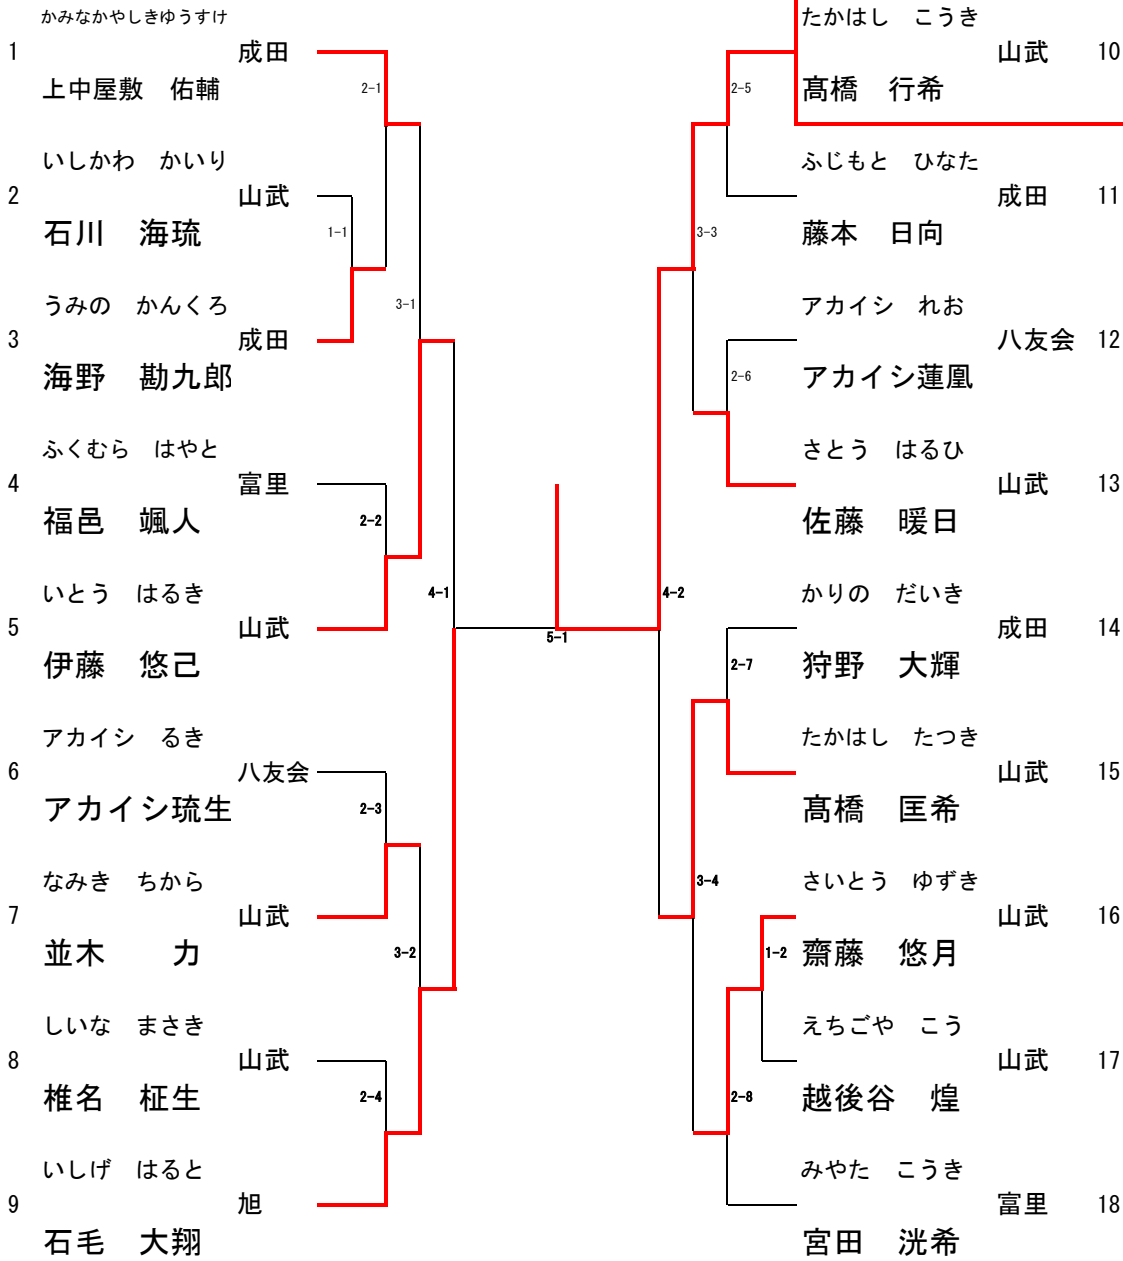 かみなかやしきゆうすけ
1 成田
上中屋敷 佑輔
2-1
いしかわ かいり
2 山武
石川 海琉
1-1
うみの かんくろ
3 成田
海野 勘九郎
3-1
ふくむら はやと
4 富里
福邑 颯人
2-2
いとう はるき
5 山武
伊藤 悠己
4-1
アカイシ るき
6 八友会
アカイシ琉生
2-3
なみき ちから
7 山武
並木 力
3-2
しいな まさき
8 山武
椎名 柾生
2-4
いしげ はると
9 旭
石毛 大翔
5-1
たかはし こうき
山武 10
髙橋 行希
2-5
ふじもと ひなた
成田 11
藤本 日向
3-3
アカイシ れお
八友会 12
アカイシ蓮凰
2-6
さとう はるひ
山武 13
佐藤 暖日
4-2
かりの だいき
成田 14
狩野 大輝
2-7
たかはし たつき
山武 15
髙橋 匡希
3-4
さいとう ゆずき
山武 16
齋藤 悠月
1-2
えちごや こう
山武 17
越後谷 煌
2-8
みやた こうき
富里 18
宮田 洸希